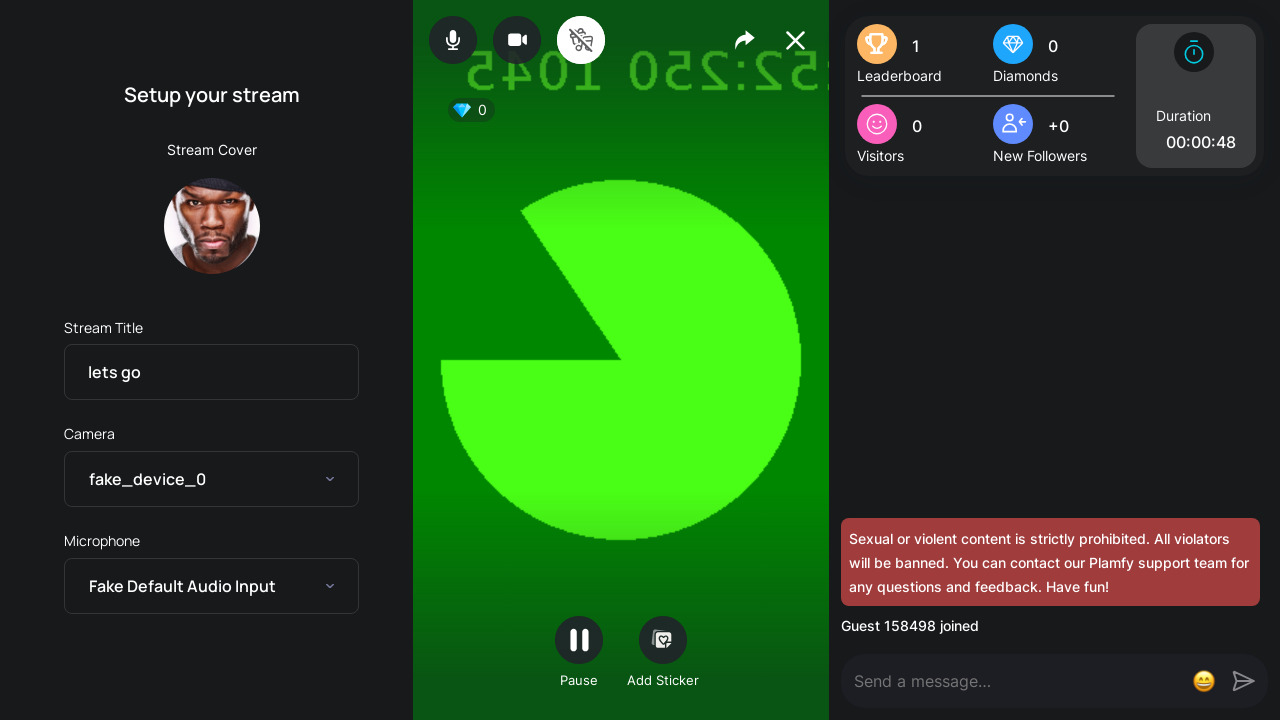 Setup your stream
Stream Cover
Stream Title
lets go
Camera
fake_device_0
Microphone
Fake Default Audio Input
52:250 1045
0
Pause
Add Sticker
1
Leaderboard
0
Diamonds
0
Visitors
+0
New Followers
Duration
00:00:48
Sexual or violent content is strictly prohibited. All violators
will be banned. You can contact our Plamfy support team for
any questions and feedback. Have fun!
Guest 158498 joined
Send a message...